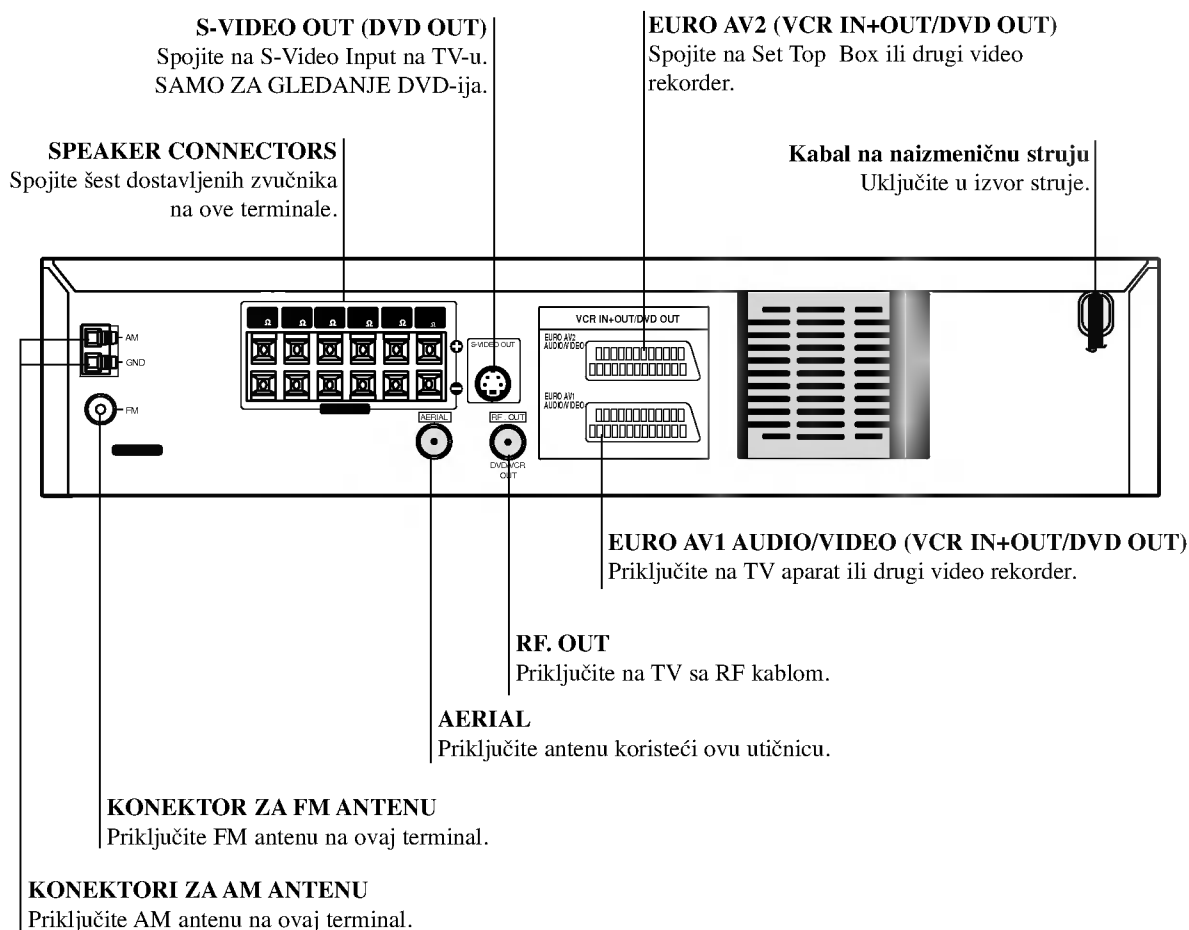 S-VIDEO OUT (DVD OUT)
Spojite na S-Video Input na TV-u.
SAMO ZA GLEDANJE DVD-ija.
EURO AV2 (VCR IN+OUT/DVD OUT)
Spojite na Set Top Box ili drugi video
rekorder.
SPEAKER CONNECTORS
Spojite šest dostavljenih zvučnika
na ove terminale.
Kabal na naizmeničnu struju
Uključite u izvor struje.
AM
GND
FM
Ω Ω Ω Ω Ω Ω
S-VIDEO OUT
AERIAL
RF . OUT
DVD/VCR
OUT
VCR IN+OUT/DVD OUT
EURO AV2
AUDIO/VIDEO
EURO AV1
AUDIO/VIDEO
EURO AV1 AUDIO/VIDEO (VCR IN+OUT/DVD OUT)
Priključite na TV aparat ili drugi video rekorder.
RF. OUT
Priključite na TV sa RF kablom.
AERIAL
Priključite antenu koristeći ovu utičnicu.
KONEKTOR ZA FM ANTENU
Priključite FM antenu na ovaj terminal.
KONEKTORI ZA AM ANTENU
Priključite AM antenu na ovaj terminal.